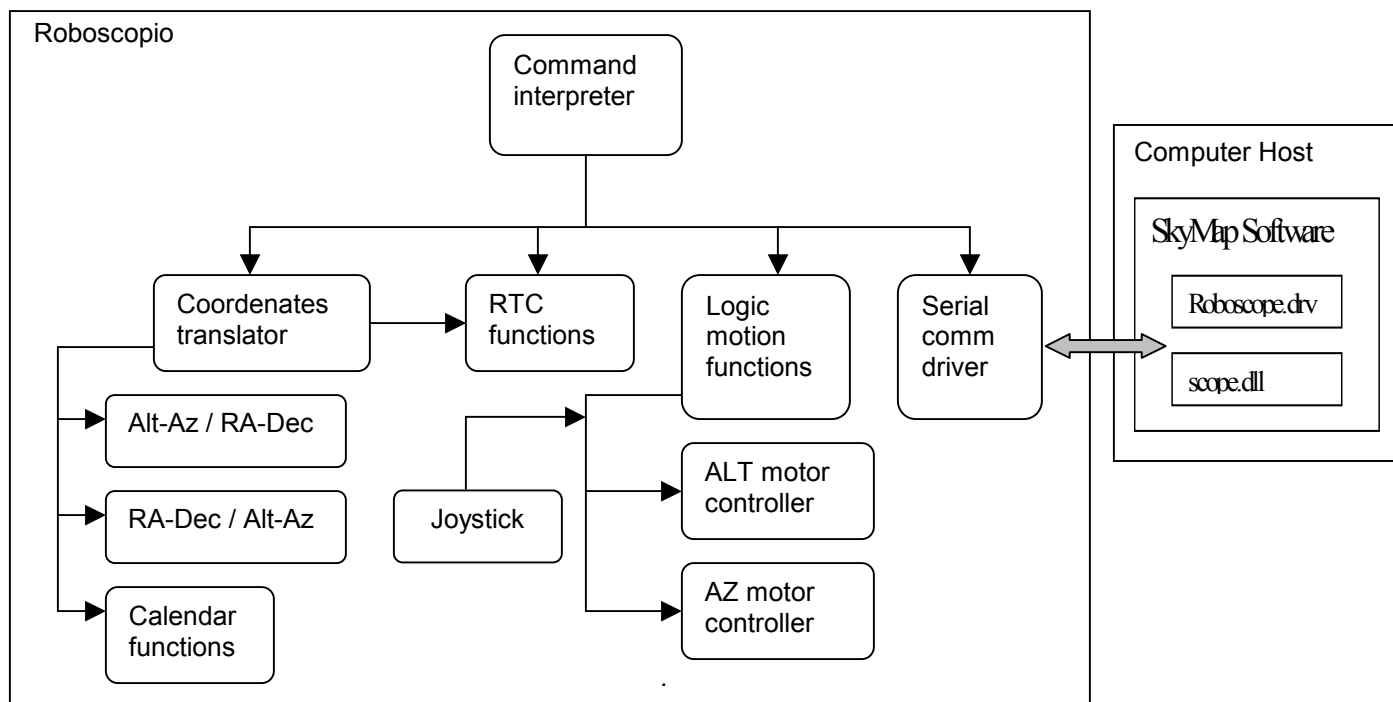 Roboscopio
Command
interpreter
Computer Host
SkyMap Software
Roboscope.drv
scope.dll
Coordenates
translator
RTC
functions
Logic
motion
functions
Serial
comm
driver
Alt-Az / RA-Dec
RA-Dec / Alt-Az
Calendar
functions
Joystick
ALT motor
controller
AZ motor
controller
.